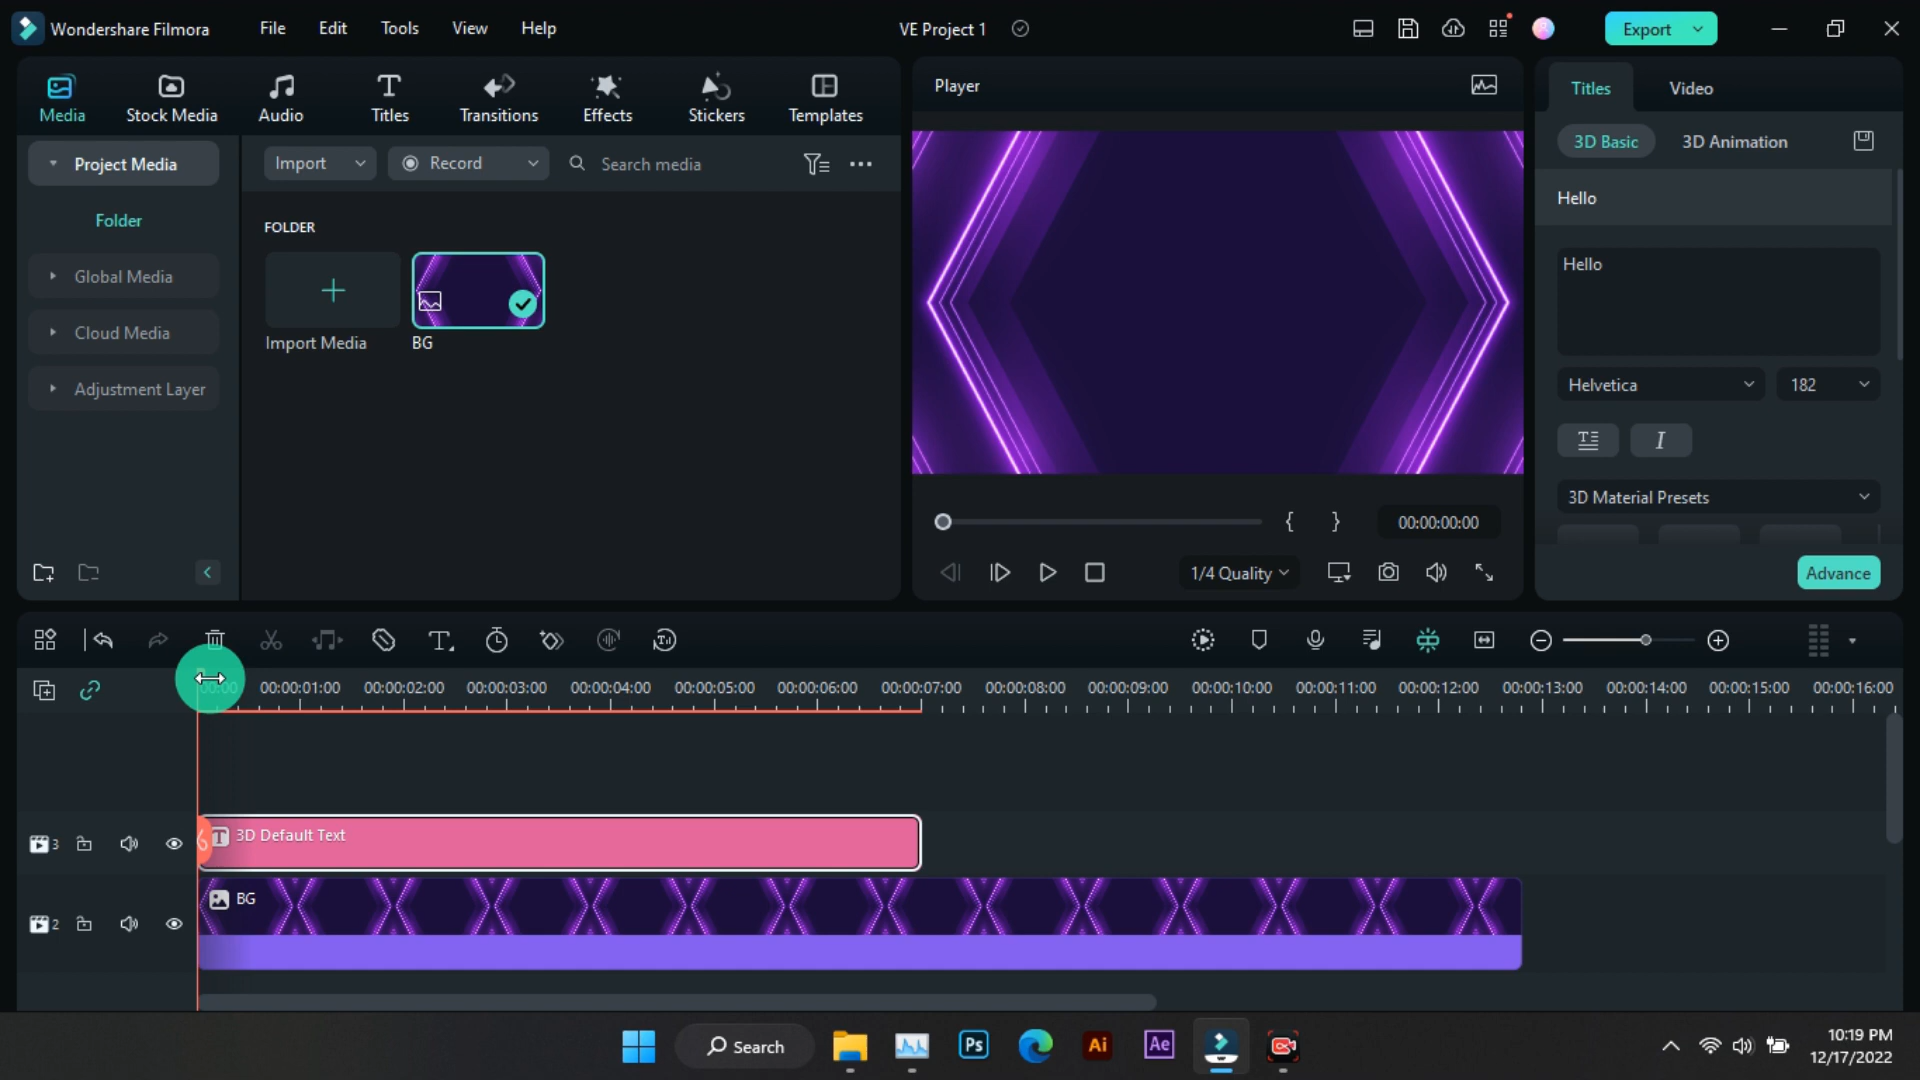 Wondershare Filmora
File
Edit
Tools
View
Help
VE Project 1
Export
Media
Stock Media
Audio
Titles
Transitions
Effects
Stickers
Templates
Player
Titles
Video
Project Media
Import
Record
Search media
3D Basic
3D Animation
Folder
FOLDER
Hello
Global Media
Hello
Cloud Media
Import Media
BG
Adjustment Layer
Helvetica
182
I
3D Material Presets
00:00:00:00
1/4 Quality
Advance
00:00:01:00
00:00:02:00
00:00:03:00
00:00:04:00
00:00:05:00
00:00:06:00
00:00:07:00
00:00:08:00
00:00:09:00
00:00:10:00
00:00:11:00
00:00:12:00
00:00:13:00
00:00:14:00
00:00:15:00
00:00:16:00
3
3D Default Text
2
BG
Search
Ps
Ai
Ae
10:19 PM
12/17/2022